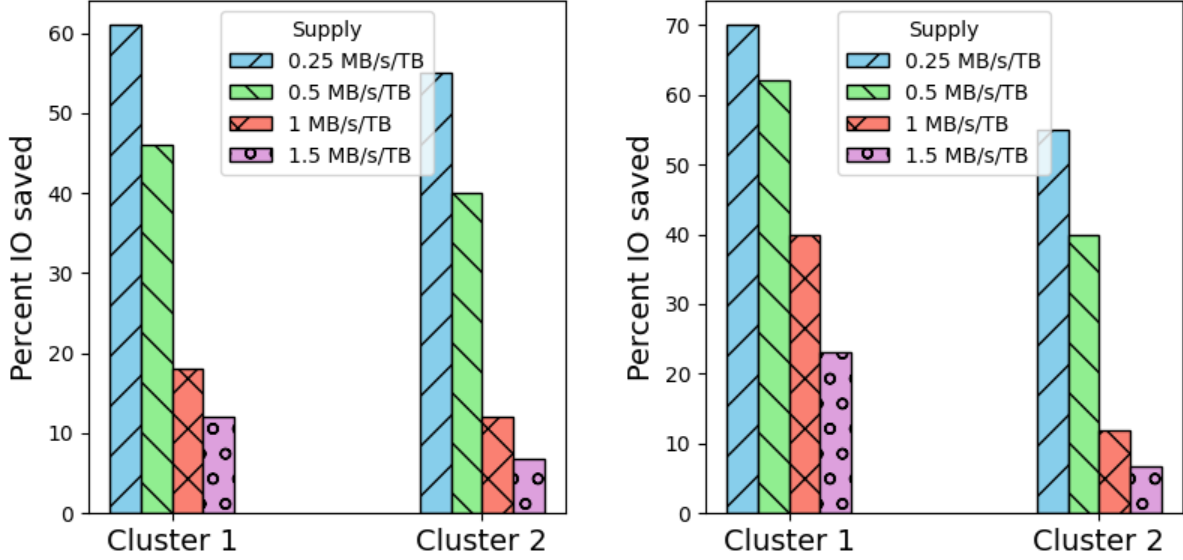 Percent IO saved
60
50
40
30
20
10
0
Supply
0.25 MB/s/TB
0.5 MB/s/TB
1 MB/s/TB
1.5 MB/s/TB
Cluster 1
Cluster 2
Percent IO saved
70
60
50
40
30
20
10
0
Supply
0.25 MB/s/TB
0.5 MB/s/TB
1 MB/s/TB
1.5 MB/s/TB
Cluster 1
Cluster 2